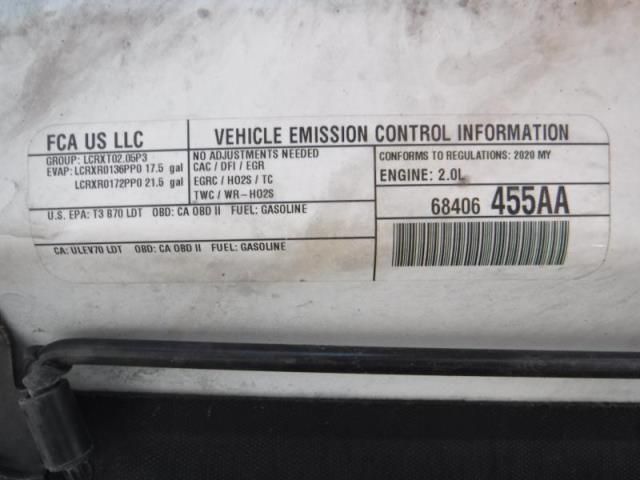 FCA US LLC
VEHICLE EMISSION CONTROL INFORMATION
GROUP: LCRXT02.05P3
EVAP: LCRXR0136PP0 17.5 gal
LCRXR0172PP0 21.5 gal
NO ADJUSTMENTS NEEDED
CAC / DFI / EGR
EGRC / HO2S / TC
TWC / WR-HO2S
CONFORMS TO REGULATIONS: 2020 MY
ENGINE: 2.0L
U.S. EPA: T3 B70 LDT OBD: CA OBD II FUEL: GASOLINE
68406 455AA
CA: ULEV70 LDT OBD: CA OBD II FUEL: GASOLINE